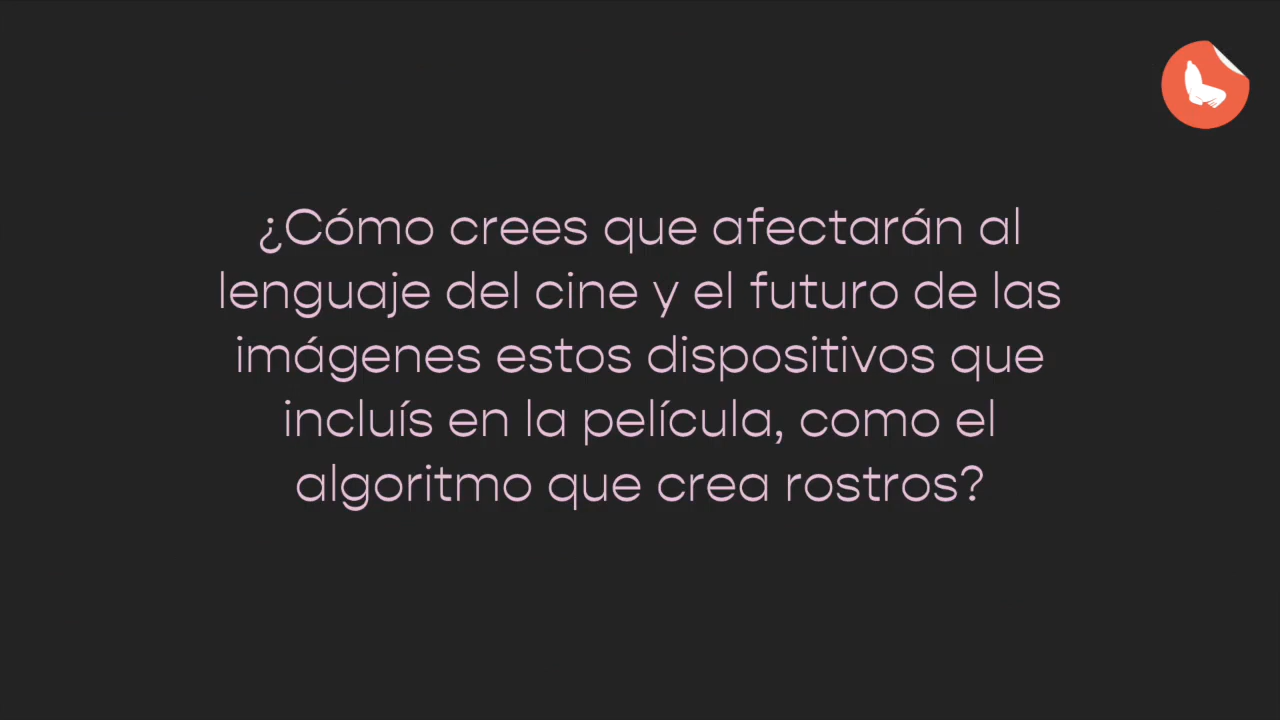 ¿Cómo crees que afectarán al
lenguaje del cine y el futuro de las
imágenes estos dispositivos que
incluís en la película, como el
algoritmo que crea rostros?